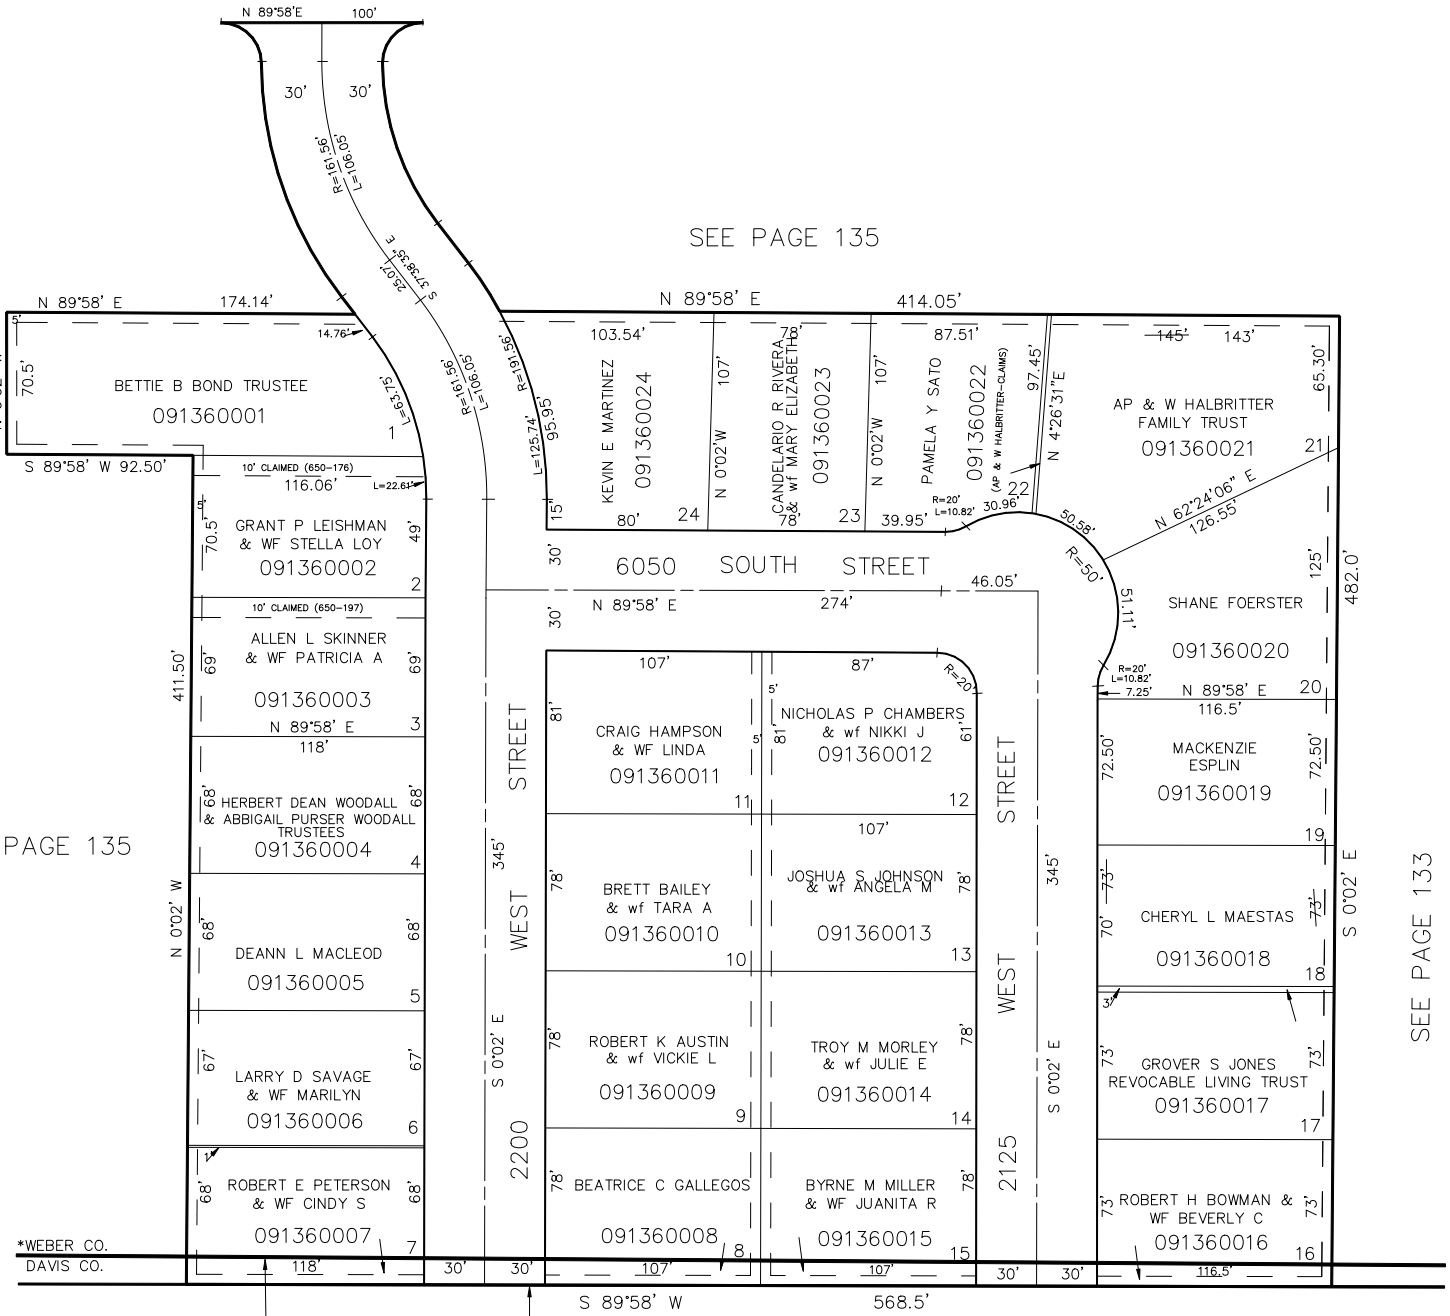 N 89°58'E 100'
30' 30'
R=161.56'
L=106.05'
S 37°38'35" E
25.07'
R=161.56'
L=106.05'
SEE PAGE 135
N 89°58' E 174.14'
N 89°58' E 414.05'
5'
70.5'
14.76'
L=63.75'
BETTIE B BOND TRUSTEE
091360001
1
S 89°58' W 92.50'
R=191.56'
L=125.74'
95.95'
15'
103.54'
KEVIN E MARTINEZ
091360024
80' 24
N 0°02'W 107'
78'
CANDELARIO R RIVERA
& wf MARY ELIZABETH
091360023
78' 23
N 0°02'W 107'
87.51'
PAMELA Y SATO
091360022
(AP & W HALBRITTER-CLAIMS)
22
39.95'
R=20'
L=10.82'
30.96'
97.45'
N 4°26'31"E
145' 143'
65.30'
AP & W HALBRITTER
FAMILY TRUST
091360021
21
N 62°24'06" E
126.55'
50.58'
R=50'
51.11'
10' CLAIMED (650-176)
116.06'
L=22.61'
5'
70.5'
49'
GRANT P LEISHMAN
& WF STELLA LOY
091360002
2
30'
6050 SOUTH STREET
46.05'
N 89°58' E 274'
30'
125'
482.0'
SHANE FOERSTER
091360020
20
R=20'
L=10.82'
7.25'
N 89°58' E
116.5'
10' CLAIMED (650-197)
ALLEN L SKINNER
& WF PATRICIA A
69' 69'
091360003
3
411.50'
N 89°58' E
118'
107'
81'
CRAIG HAMPSON
& WF LINDA
091360011
11
5'
5'
87'
R=20'
81'
61'
NICHOLAS P CHAMBERS
& wf NIKKI J
091360012
12
107'
72.50' 72.50'
MACKENZIE
ESPLIN
091360019
19
68' 68'
HERBERT DEAN WOODALL
& ABBIGAIL PURSER WOODALL
TRUSTEES
091360004
4
PAGE 135
2200 WEST STREET
345'
S 0°02' E
2125 WEST STREET
345'
S 0°02' E
78'
BRETT BAILEY
& wf TARA A
091360010
10
JOSHUA S JOHNSON
& wf ANGELA M
78'
091360013
13
73'
70'
73'
CHERYL L MAESTAS
091360018
18
3'
S 0°02' E
SEE PAGE 133
N 0°02' W
68' 68'
DEANN L MACLEOD
091360005
5
67' 67'
LARRY D SAVAGE
& WF MARILYN
091360006
6
1'
78'
ROBERT K AUSTIN
& wf VICKIE L
091360009
9
78'
TROY M MORLEY
& wf JULIE E
091360014
14
73' 73'
GROVER S JONES
REVOCABLE LIVING TRUST
091360017
17
68' 68'
ROBERT E PETERSON
& WF CINDY S
091360007
7
78'
BEATRICE C GALLEGOS
091360008
8
78'
BYRNE M MILLER
& WF JUANITA R
091360015
15
73' 73'
ROBERT H BOWMAN &
WF BEVERLY C
091360016
16
*WEBER CO.
DAVIS CO.
118' 30' 30' 107' 107' 30' 30' 116.5'
S 89°58' W 568.5'